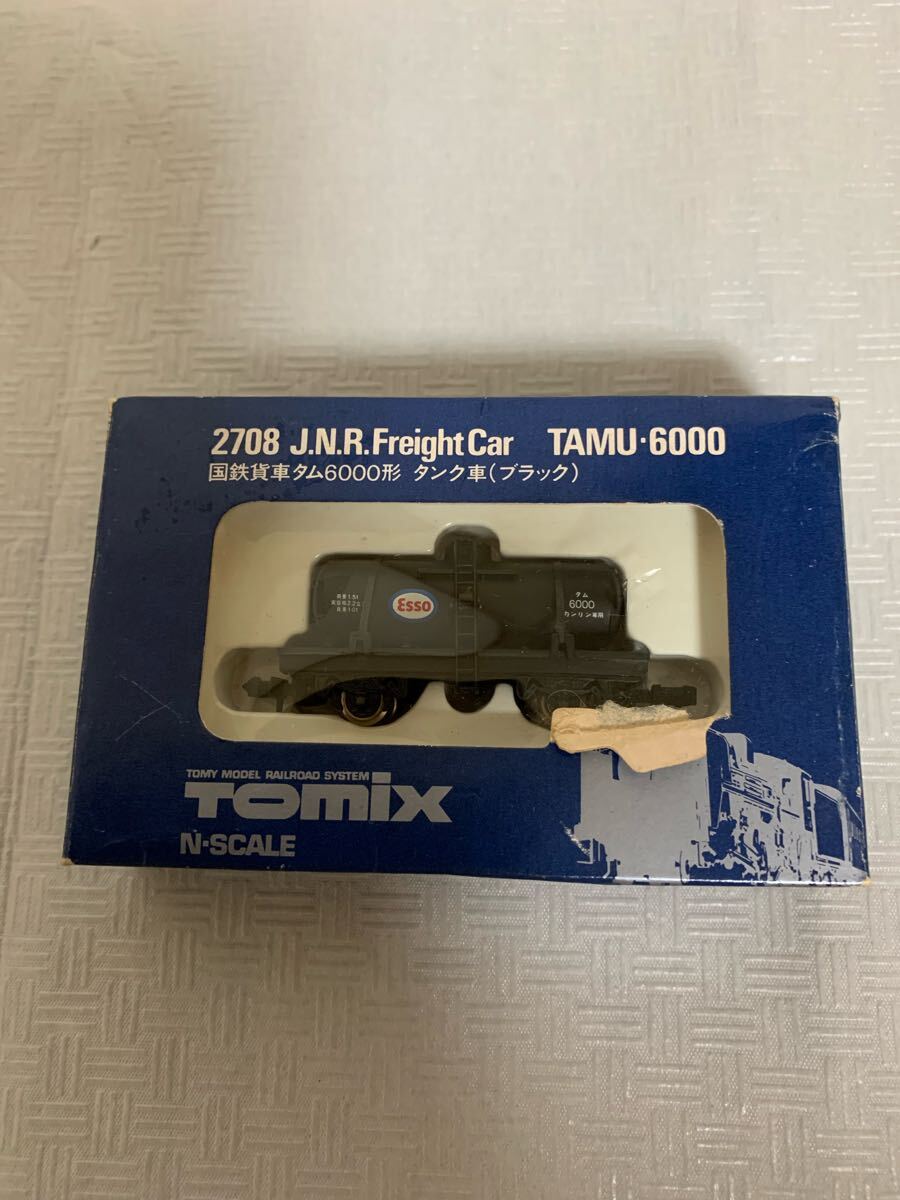 2708 J.N.R. Freight Car TAMU・6000
国鉄貨車タム6000形 タンク車(ブラック)
Esso
タム
6000
ガソリン専用
TOMY MODEL RAILROAD SYSTEM
TOMIX
N・SCALE